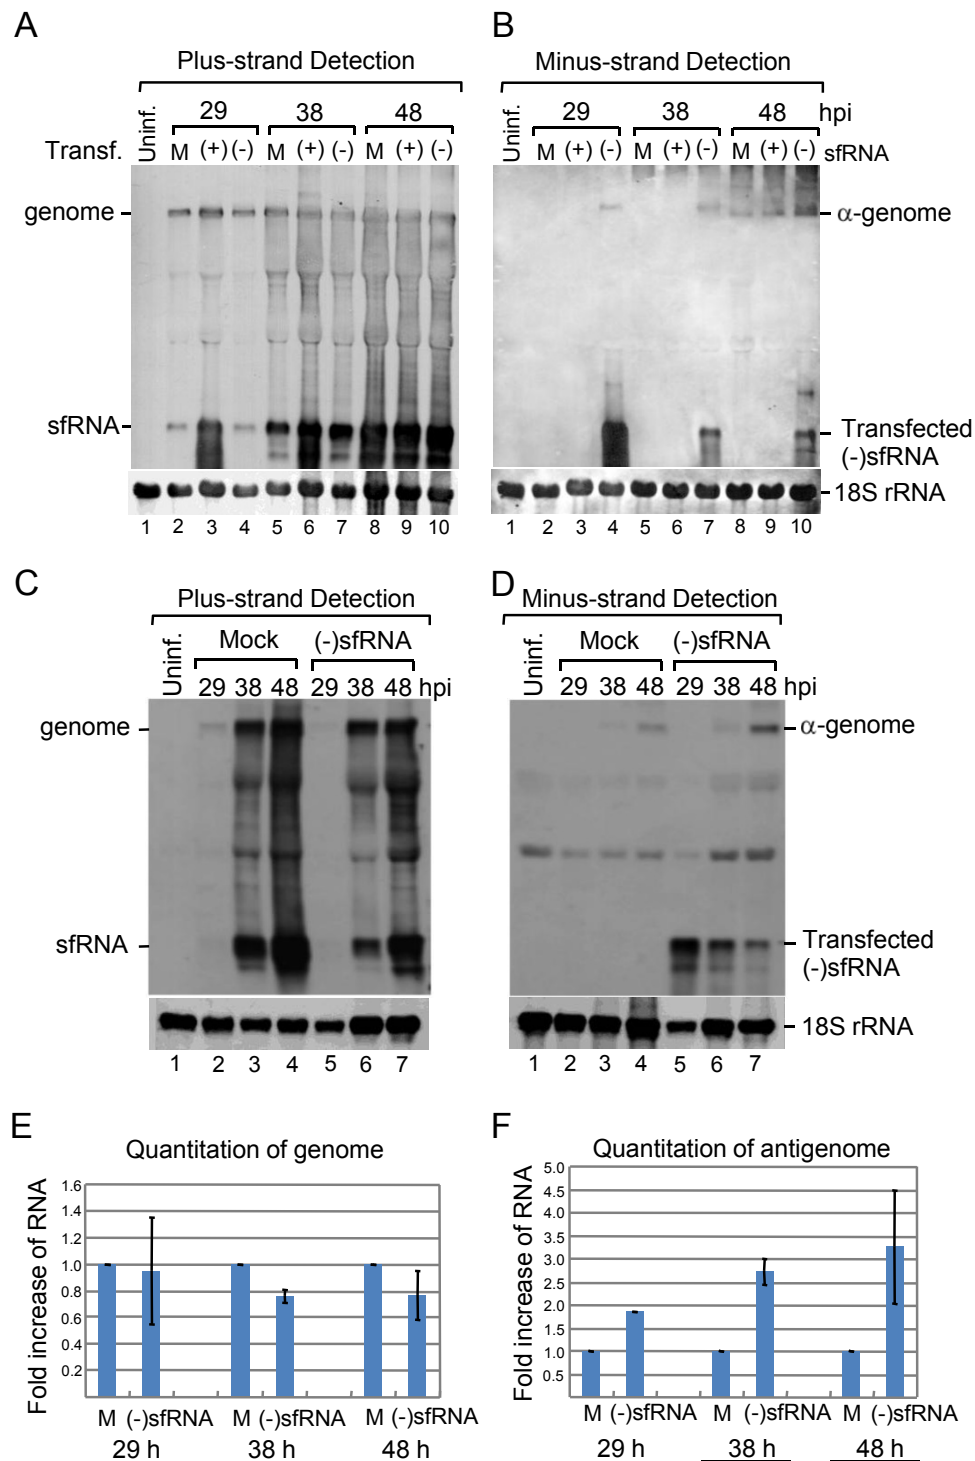 A
Plus-strand Detection
Uninf. 29 38 48
Transf. M (+) (-) M (+) (-) M (+) (-)
genome
sfRNA
1 2 3 4 5 6 7 8 9 10
B
Minus-strand Detection
Uninf. 29 38 48 hpi
M (+) (-) M (+) (-) M (+) (-) sfRNA
α-genome
Transfected
(-)sfRNA
18S rRNA
1 2 3 4 5 6 7 8 9 10
C
Plus-strand Detection
Uninf. Mock (-)sfRNA
29 38 48 29 38 48 hpi
genome
sfRNA
1 2 3 4 5 6 7
D
Minus-strand Detection
Uninf. Mock (-)sfRNA
29 38 48 29 38 48 hpi
α-genome
Transfected
(-)sfRNA
18S rRNA
1 2 3 4 5 6 7
E
Quantitation of genome
Fold increase of RNA
1.6
1.4
1.2
1.0
0.8
0.6
0.4
0.2
M (-)sfRNA M (-)sfRNA M (-)sfRNA
29 h 38 h 48 h
F
Quantitation of antigenome
Fold increase of RNA
5.0
4.5
4.0
3.5
3.0
2.5
2.0
1.5
1.0
0.5
M (-)sfRNA M (-)sfRNA M (-)sfRNA
29 h 38 h 48 h